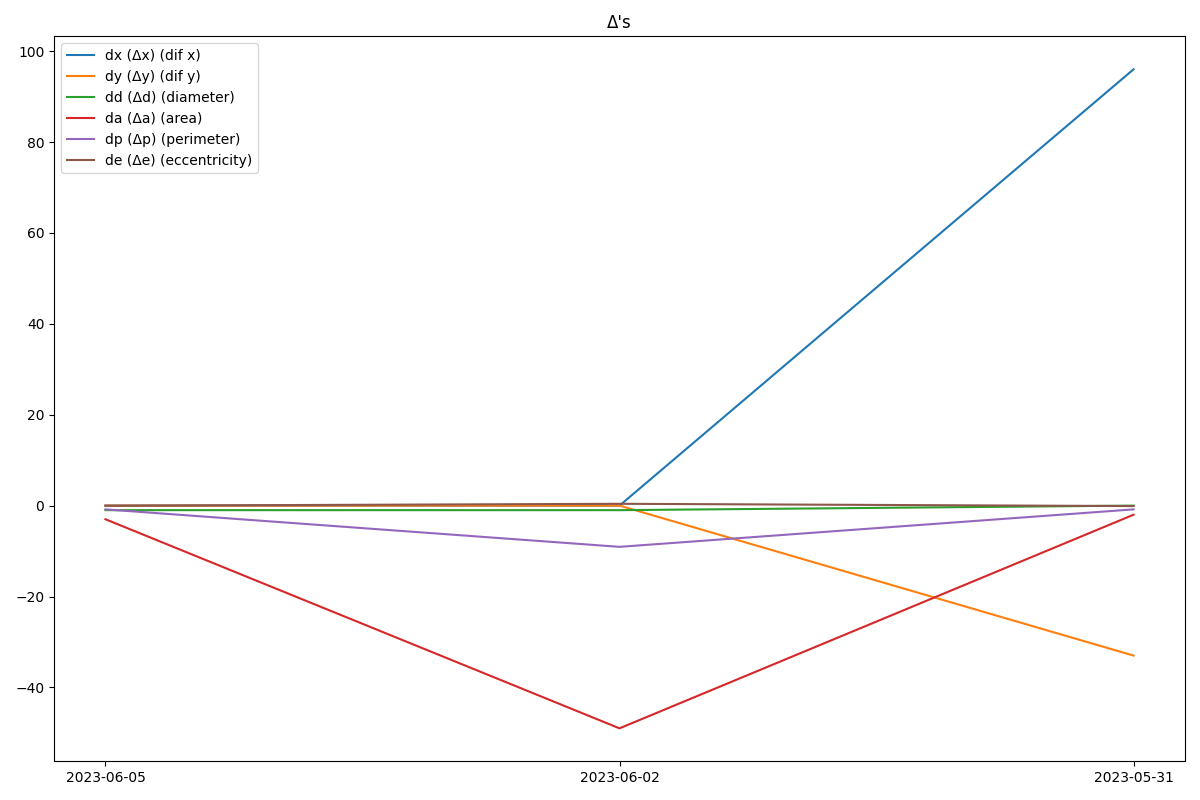 Δ's
dx (Δx) (dif x)
dy (Δy) (dif y)
dd (Δd) (diameter)
da (Δa) (area)
dp (Δp) (perimeter)
de (Δe) (eccentricity)
100
80
60
40
20
0
−20
−40
2023-06-05 2023-06-02 2023-05-31